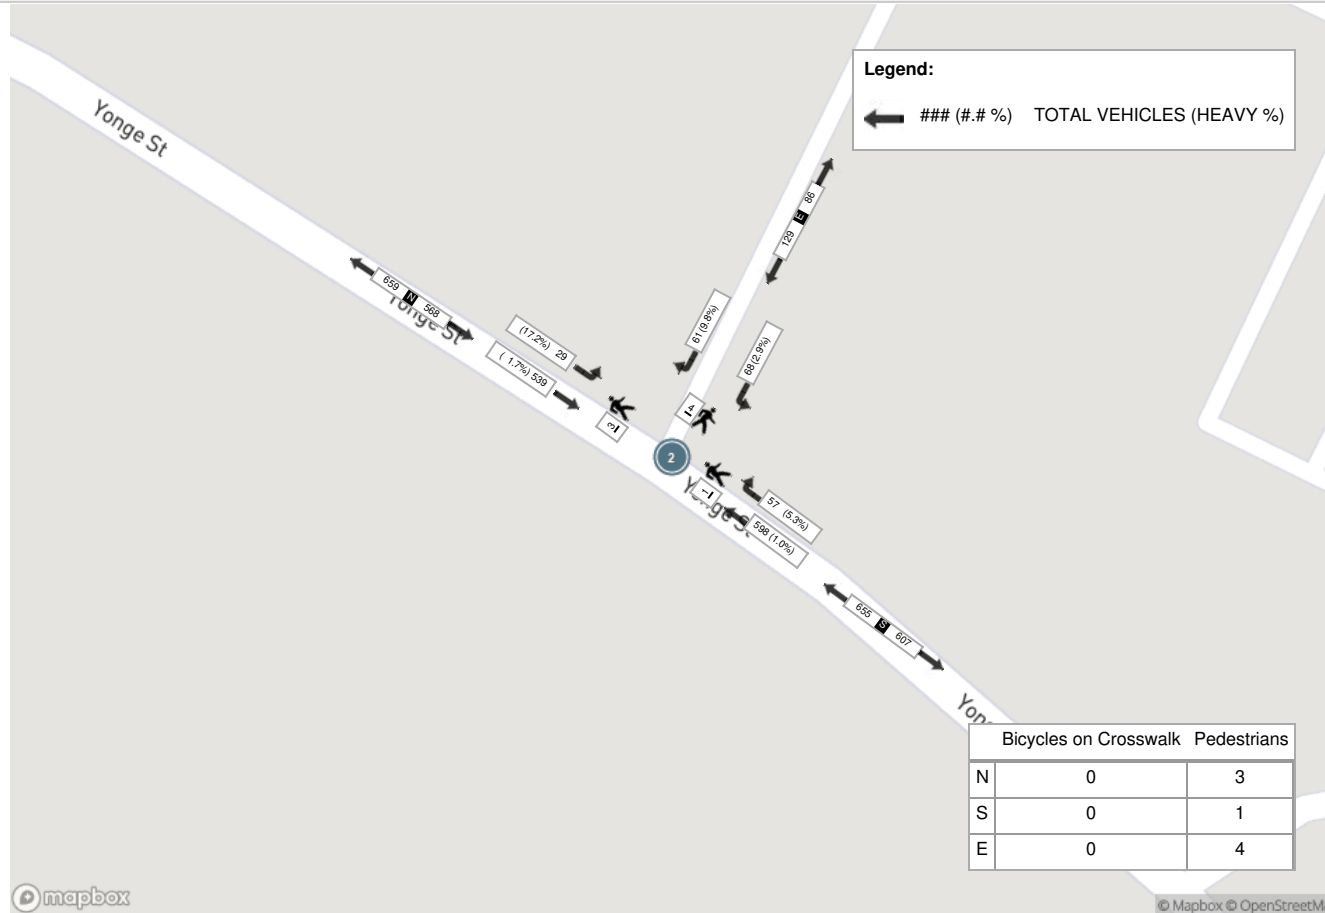 Legend:
### (#.# %) TOTAL VEHICLES (HEAVY %)
Yonge St
659 N 568
Yonge St
(17.2%) 29
( 1.7%) 539
129 E 86
61 (9.8%)
68 (2.9%)
4
3
2
1
Yonge St
57 (5.3%)
598 (1.0%)
655 S 607
Yon
Bicycles on Crosswalk Pedestrians
N 0 3
S 0 1
E 0 4
mapbox
© Mapbox © OpenStreetM